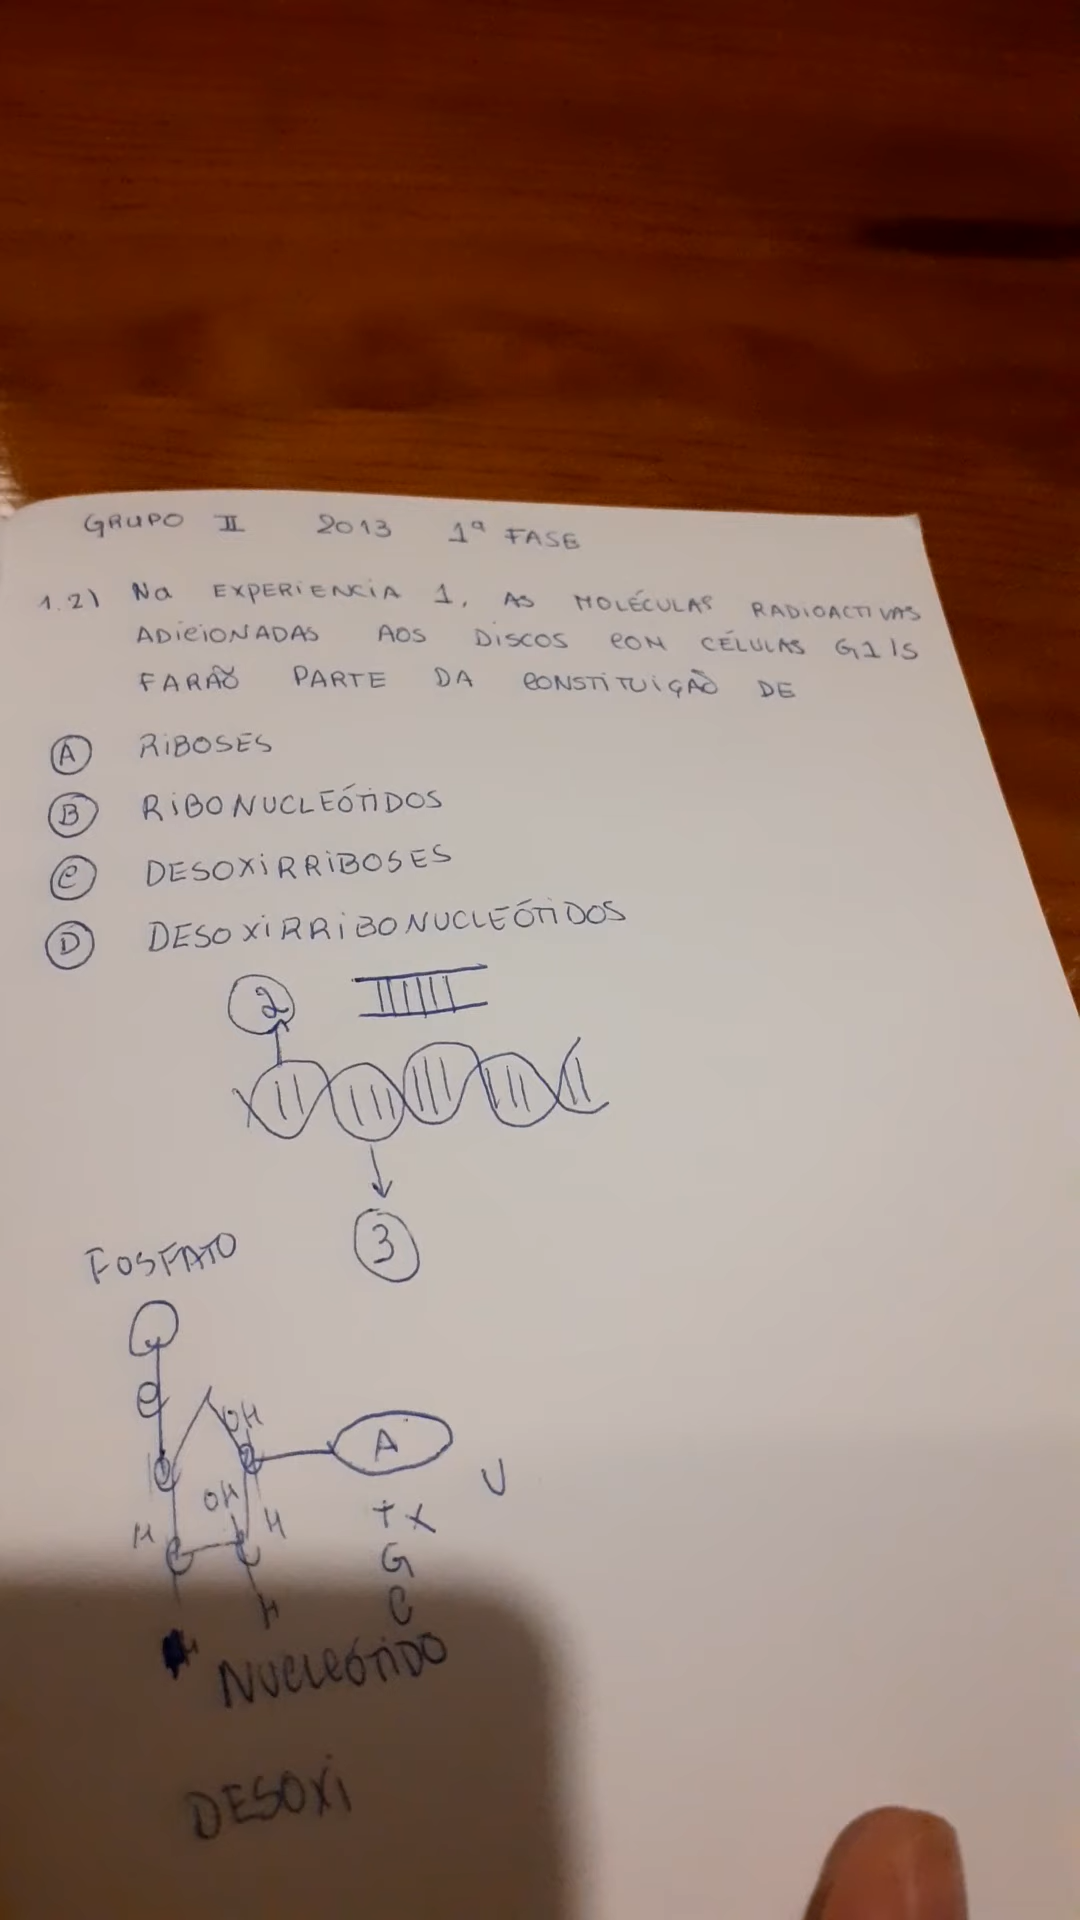 GRUPO II 2013 1ª FASE
1.2) Na EXPERIENCIA 1, AS MOLÉCULAS RADIOACTIVAS
ADICIONADAS AOS DISCOS COM CÉLULAS G1/S
FARÃO PARTE DA CONSTITUIÇÃO DE
A RIBOSES
B RIBONUCLEÓTIDOS
C DESOXIRRIBOSES
D DESOXIRRIBONUCLEÓTIDOS
2
3
FOSFATO
C
OH
C C A
U
OH
H H
T X
C C
G
H
C
H
NUCLEÓTIDO
DESOXI